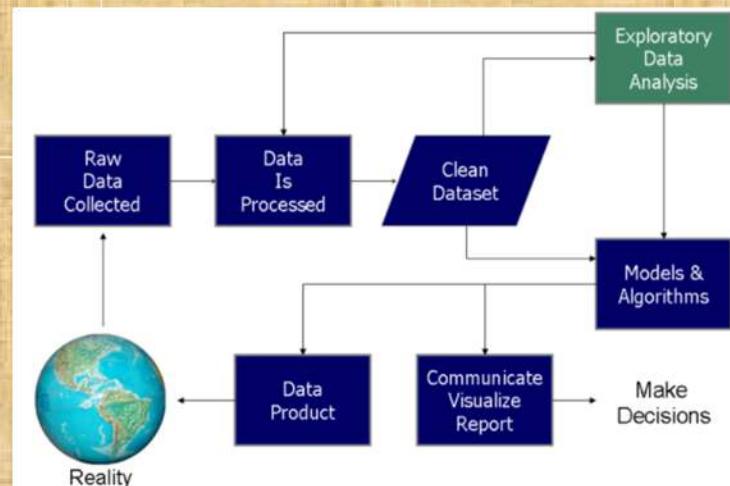 Exploratory
Data
Analysis
Raw
Data
Collected
Data
Is
Processed
Clean
Dataset
Models &
Algorithms
Data
Product
Communicate
Visualize
Report
Make
Decisions
Reality